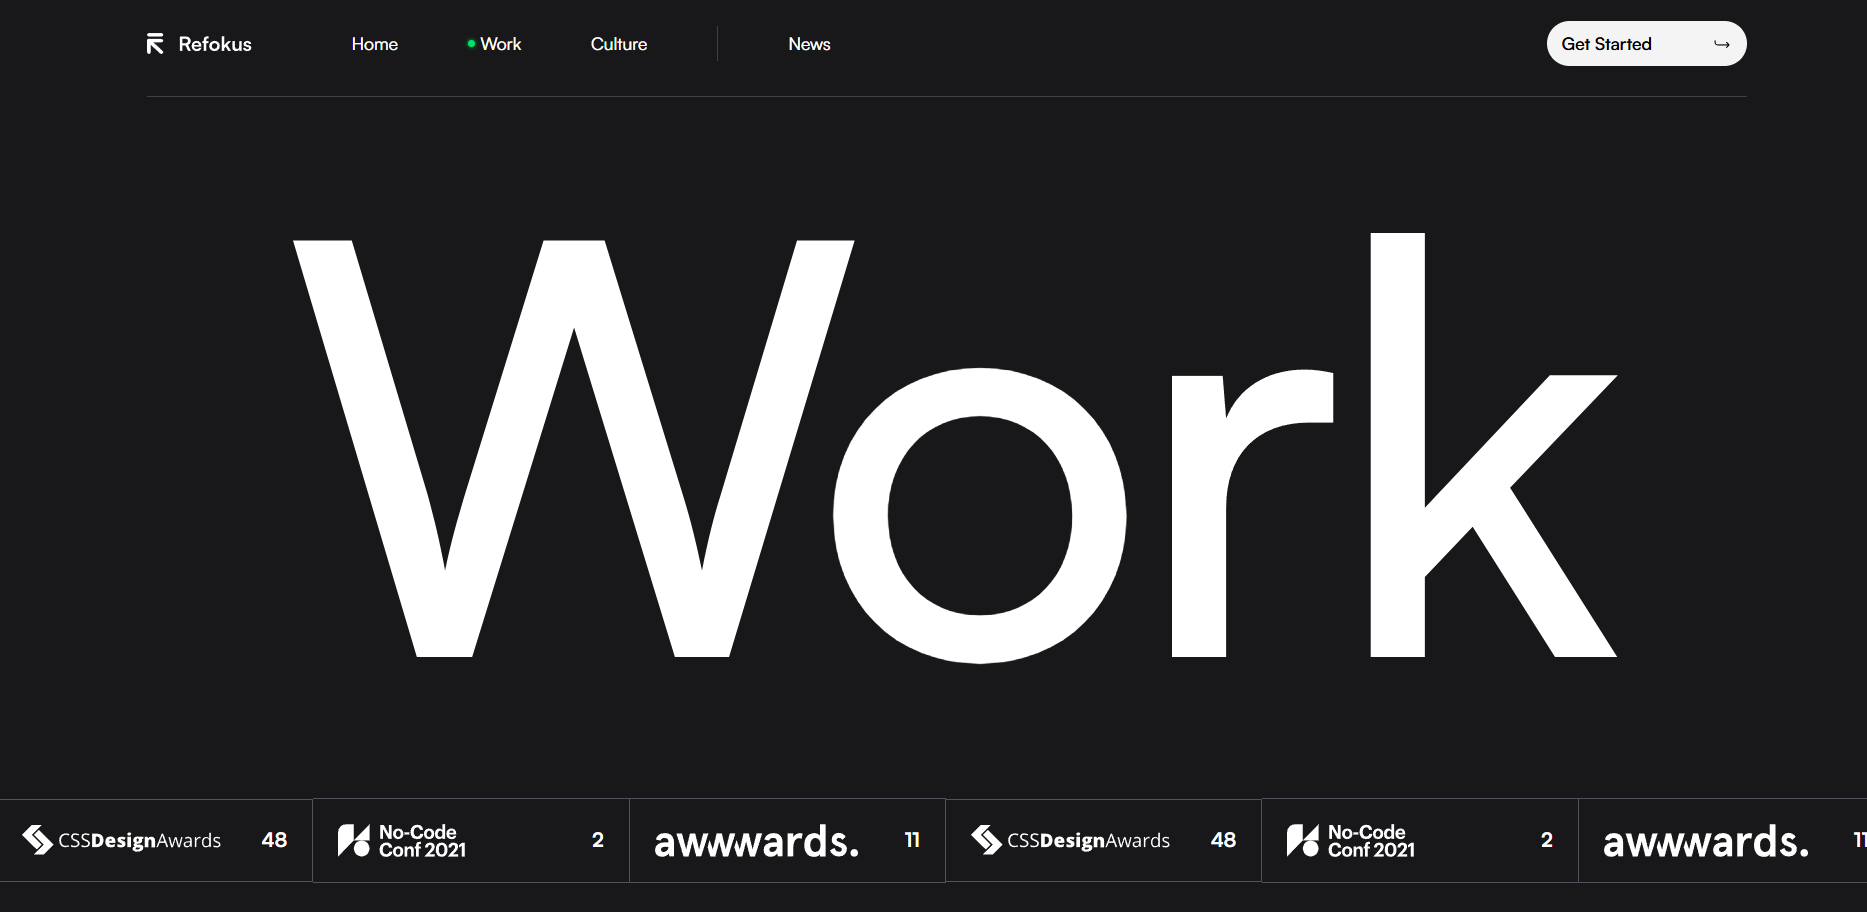 Refokus Home Work Culture News Get Started
Work
CSSDesignAwards 48 No-Code Conf 2021 2 awwwards. 11 CSSDesignAwards 48 No-Code Conf 2021 2 awwwards. 11